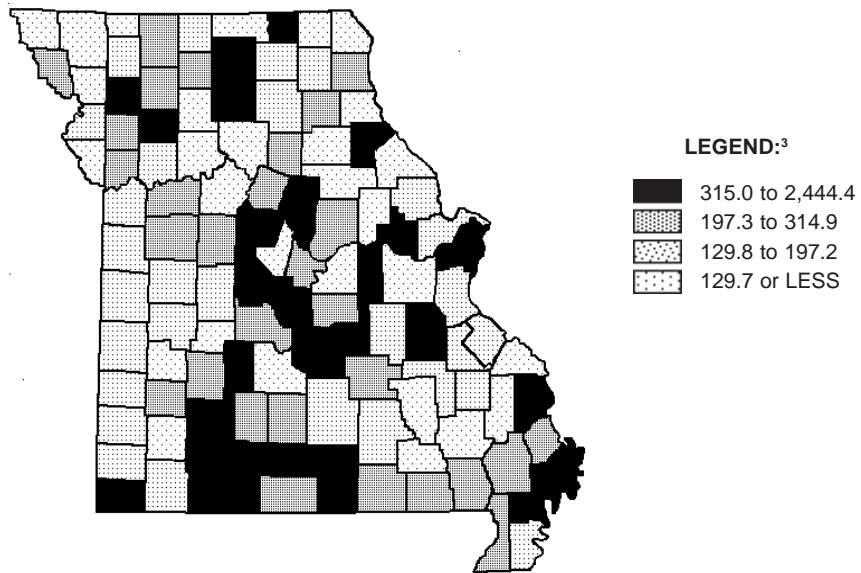 LEGEND:³
315.0 to 2,444.4
197.3 to 314.9
129.8 to 197.2
129.7 or LESS